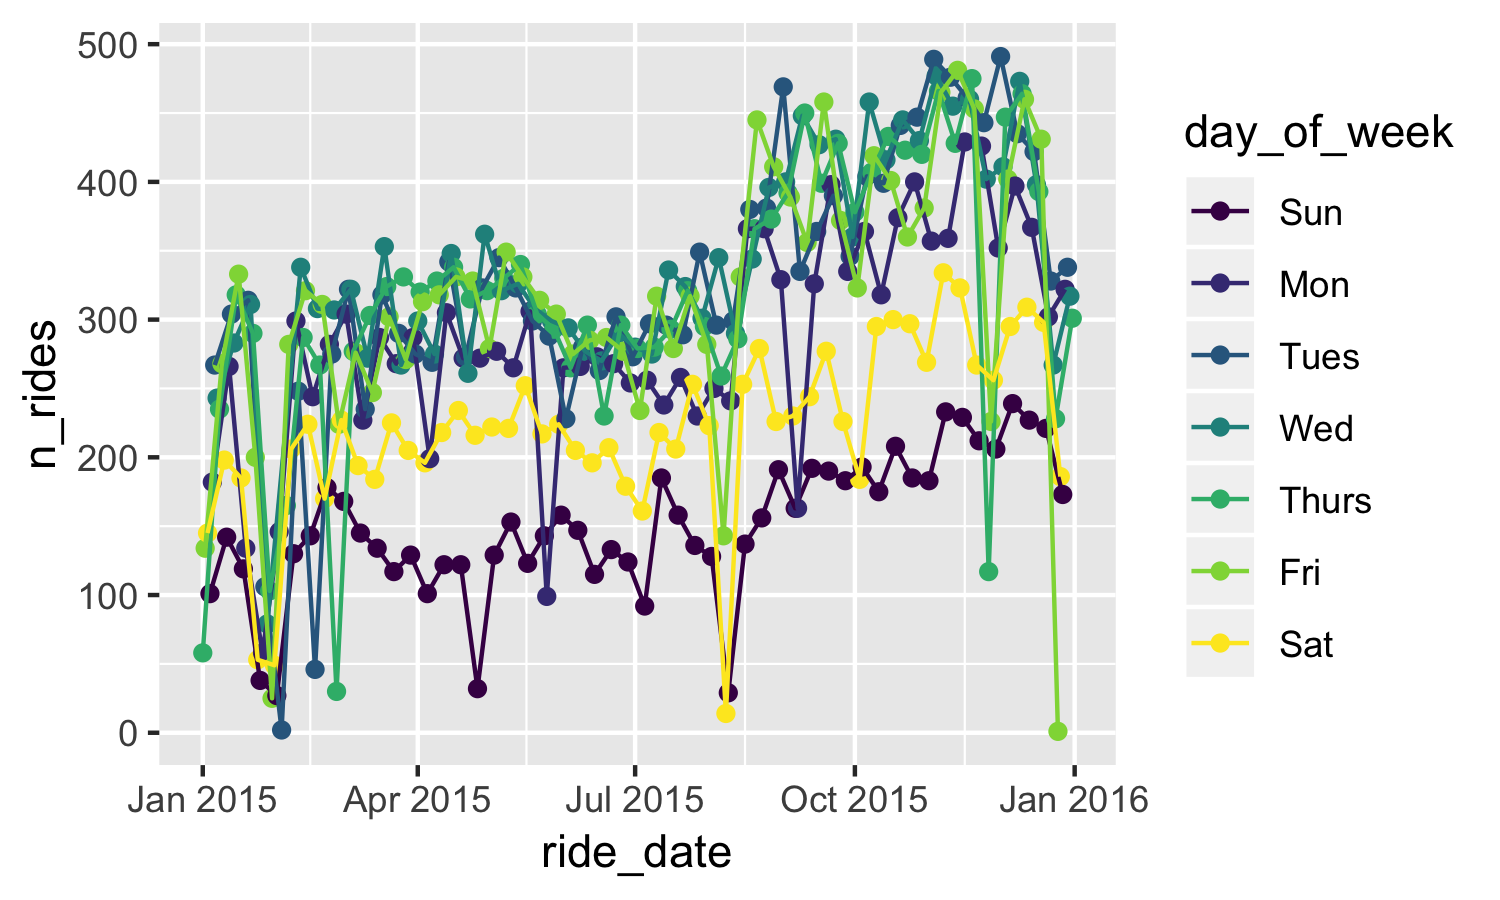 500
400
300
200
100
0
n_rides
Jan 2015
Apr 2015
Jul 2015
Oct 2015
Jan 2016
ride_date
day_of_week
Sun
Mon
Tues
Wed
Thurs
Fri
Sat